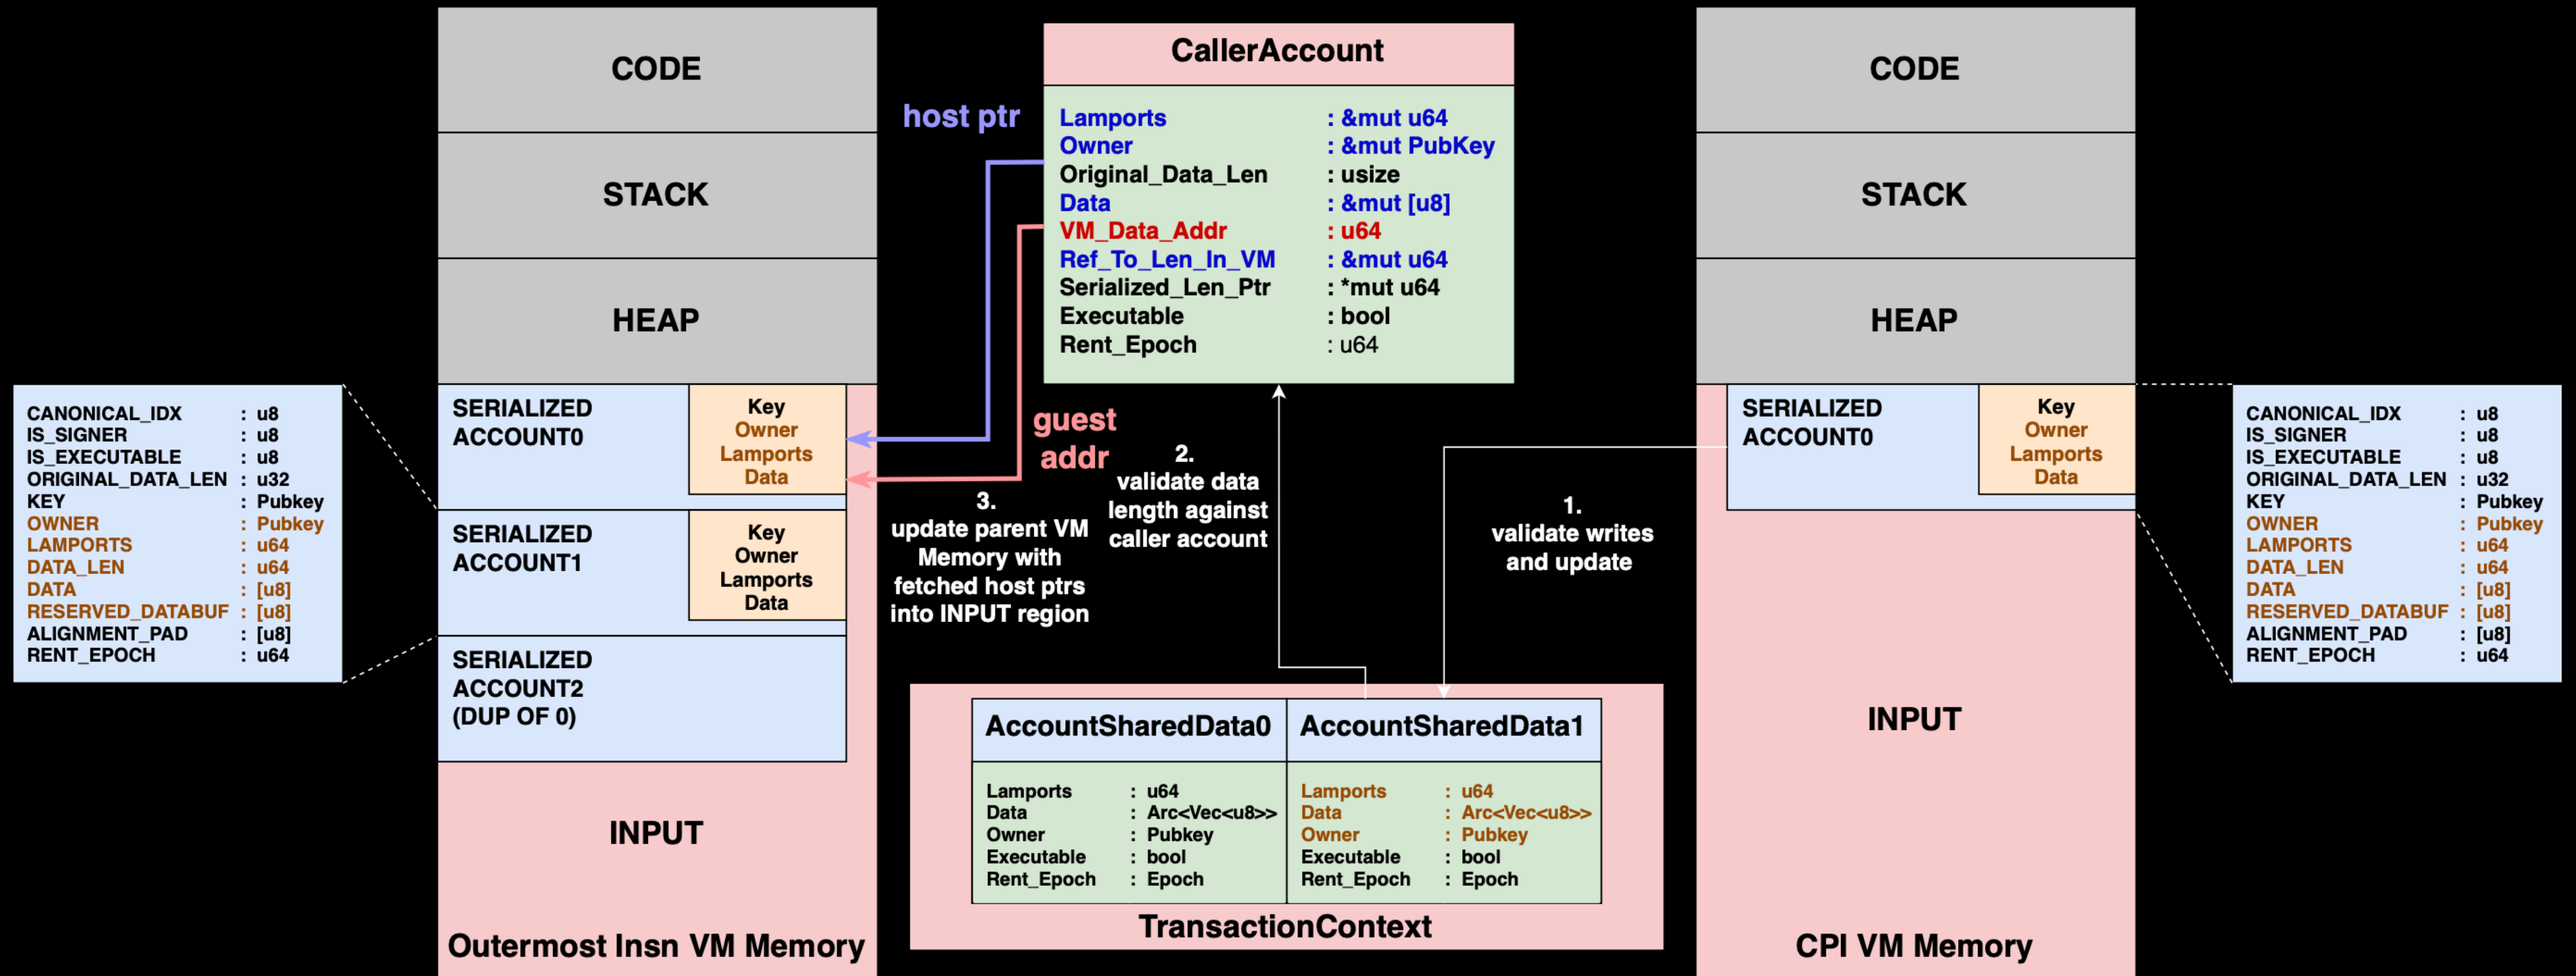 CODE
STACK
HEAP
SERIALIZED
ACCOUNT0
Key
Owner
Lamports
Data
SERIALIZED
ACCOUNT1
Key
Owner
Lamports
Data
SERIALIZED
ACCOUNT2
(DUP OF 0)
INPUT
Outermost Insn VM Memory
CANONICAL_IDX : u8
IS_SIGNER : u8
IS_EXECUTABLE : u8
ORIGINAL_DATA_LEN : u32
KEY : Pubkey
OWNER : Pubkey
LAMPORTS : u64
DATA_LEN : u64
DATA : [u8]
RESERVED_DATABUF : [u8]
ALIGNMENT_PAD : [u8]
RENT_EPOCH : u64
host ptr
guest
addr
CallerAccount
Lamports : &mut u64
Owner : &mut PubKey
Original_Data_Len : usize
Data : &mut [u8]
VM_Data_Addr : u64
Ref_To_Len_In_VM : &mut u64
Serialized_Len_Ptr : *mut u64
Executable : bool
Rent_Epoch : u64
3.
update parent VM
Memory with
fetched host ptrs
into INPUT region
2.
validate data
length against
caller account
1.
validate writes
and update
AccountSharedData0
Lamports : u64
Data : Arc<Vec<u8>>
Owner : Pubkey
Executable : bool
Rent_Epoch : Epoch
AccountSharedData1
Lamports : u64
Data : Arc<Vec<u8>>
Owner : Pubkey
Executable : bool
Rent_Epoch : Epoch
TransactionContext
CODE
STACK
HEAP
SERIALIZED
ACCOUNT0
Key
Owner
Lamports
Data
INPUT
CPI VM Memory
CANONICAL_IDX : u8
IS_SIGNER : u8
IS_EXECUTABLE : u8
ORIGINAL_DATA_LEN : u32
KEY : Pubkey
OWNER : Pubkey
LAMPORTS : u64
DATA_LEN : u64
DATA : [u8]
RESERVED_DATABUF : [u8]
ALIGNMENT_PAD : [u8]
RENT_EPOCH : u64